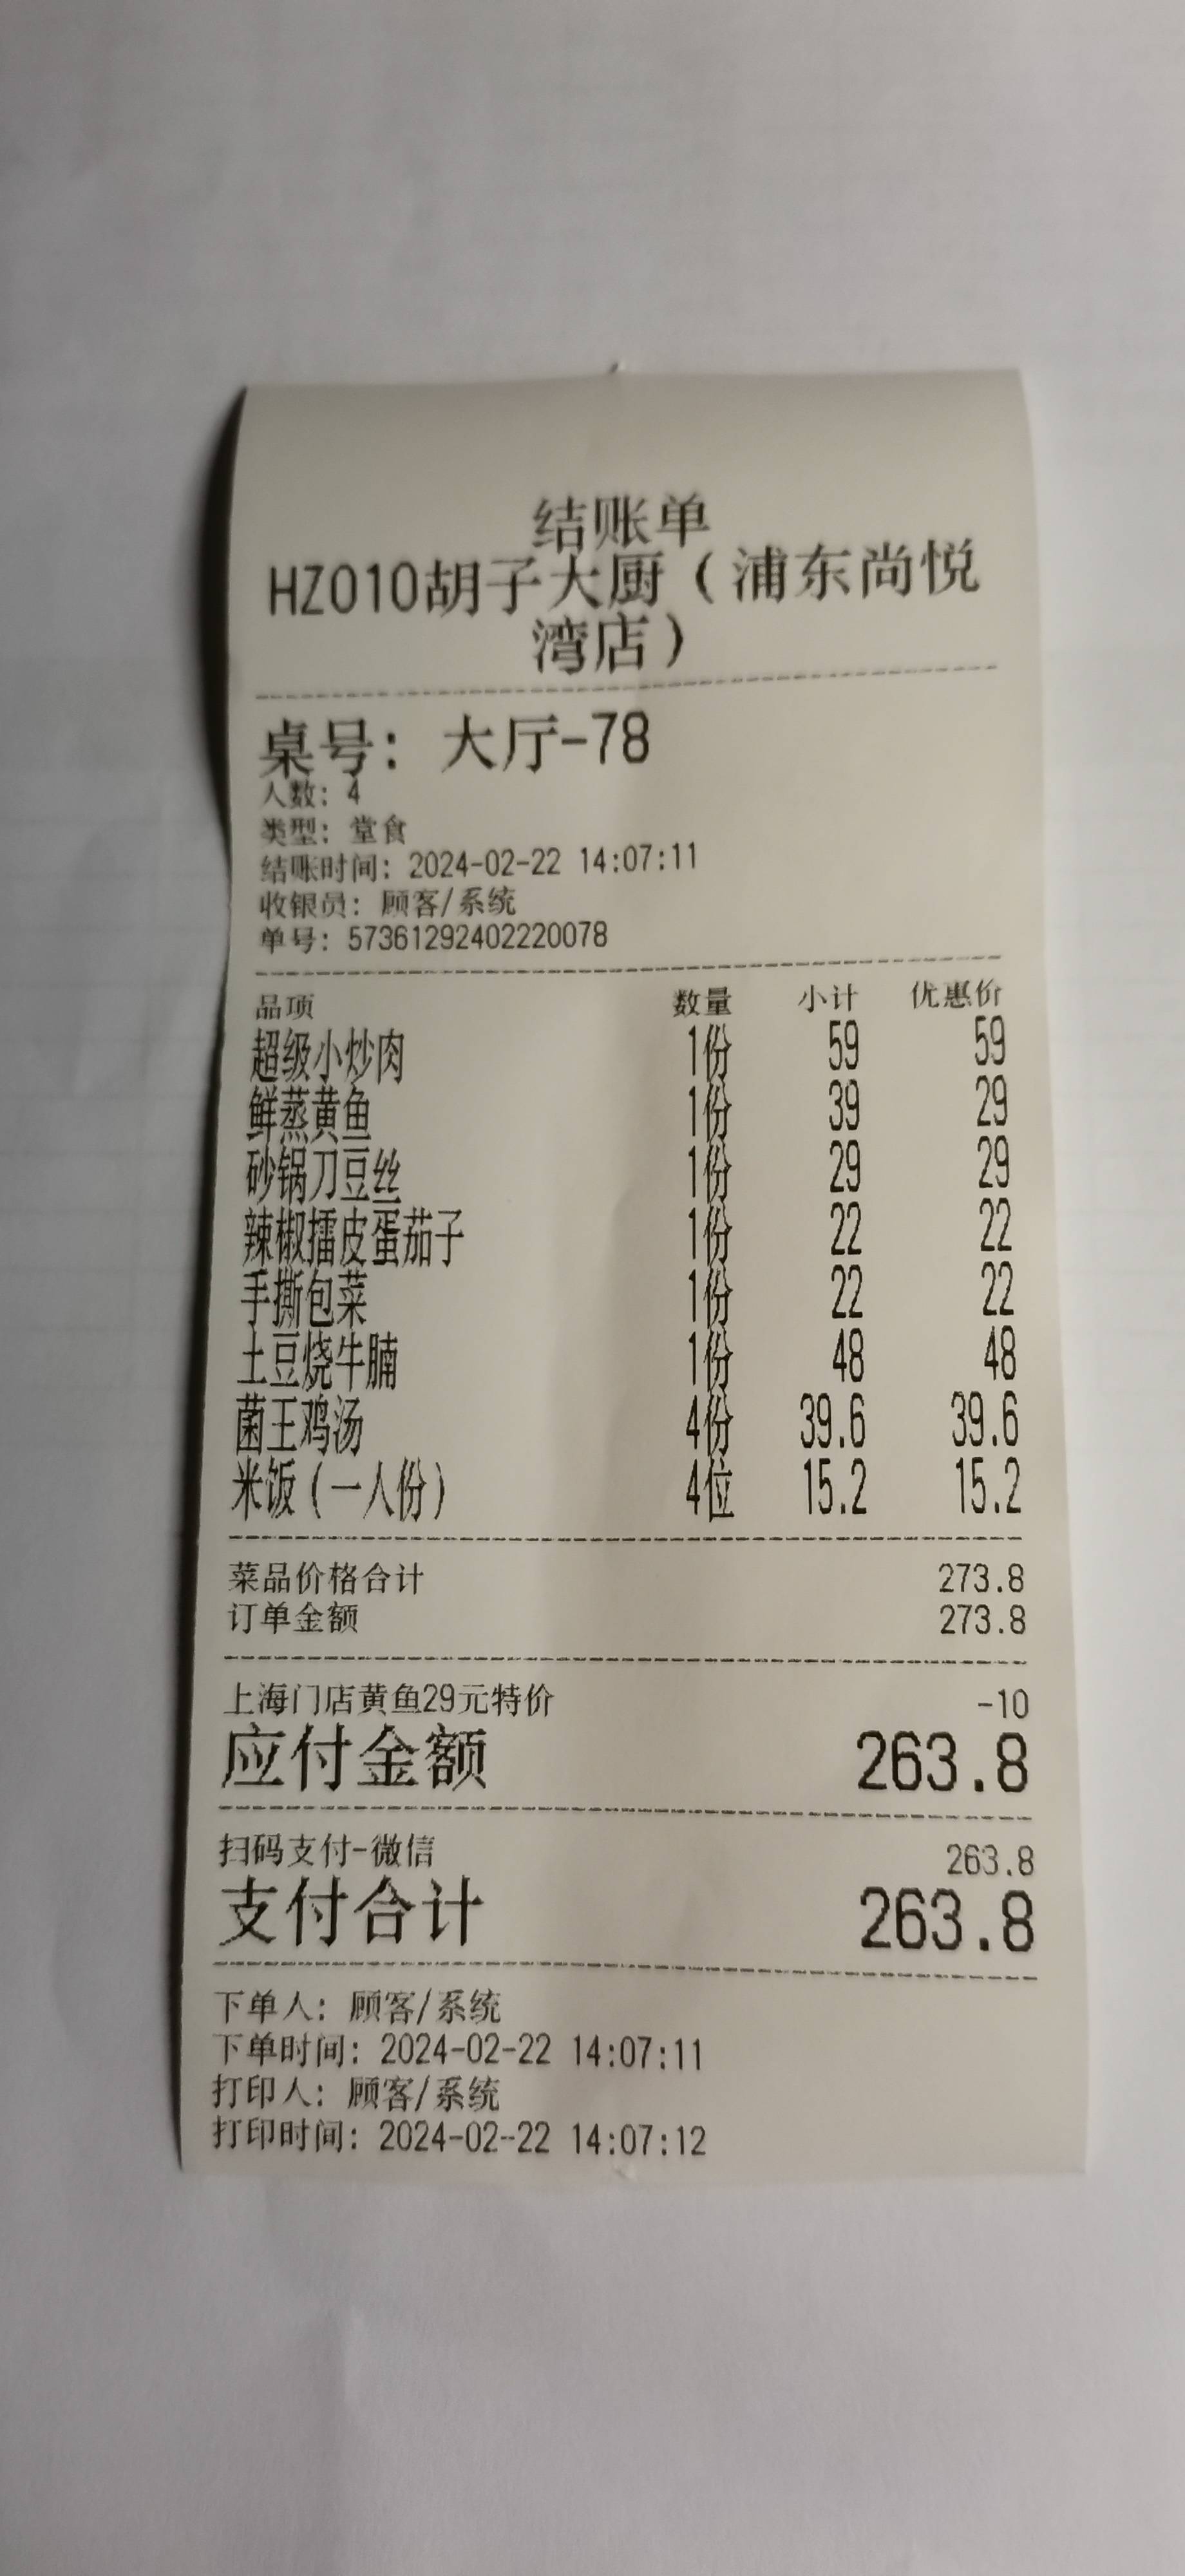 结账单
HZ010胡子大厨（浦东尚悦
湾店）
桌号：大厅-78
人数：4
类型：堂食
结账时间：2024-02-22 14:07:11
收银员：顾客/系统
单号：57361292402220078
品项 数量 小计 优惠价
超级小炒肉 1份 59 59
鲜蒸黄鱼 1份 39 29
砂锅刀豆丝 1份 29 29
辣椒擂皮蛋茄子 1份 22 22
手撕包菜 1份 22 22
土豆烧牛腩 1份 48 48
菌王鸡汤 4份 39.6 39.6
米饭（一人份） 4位 15.2 15.2
菜品价格合计 273.8
订单金额 273.8
上海门店黄鱼29元特价 -10
应付金额 263.8
扫码支付-微信 263.8
支付合计 263.8
下单人：顾客/系统
下单时间：2024-02-22 14:07:11
打印人：顾客/系统
打印时间：2024-02-22 14:07:12